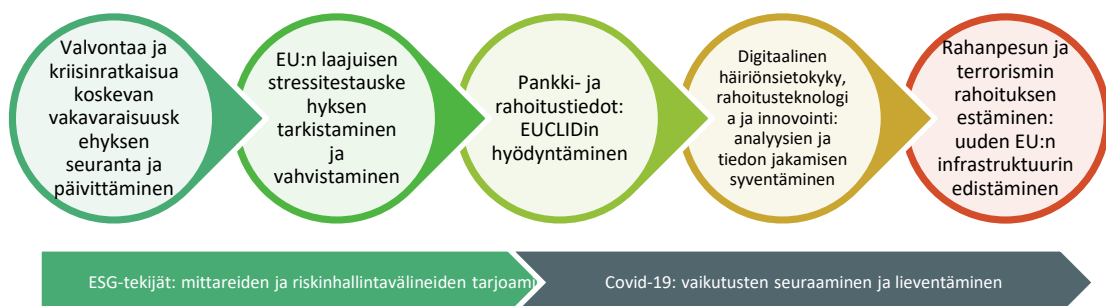 Valvontaa ja
kriisinratkaisua
koskevan
vakavaraisuusk
ehyksen
seuranta ja
päivittäminen
EU:n laajuisen
stressitestauske
hyksen
tarkistaminen
ja
vahvistaminen
Pankki- ja
rahoitustiedot:
EUCLIDin
hyödyntäminen
Digitaalinen
häiriönsietokyky,
rahoitusteknologi
a ja innovointi:
analyysien ja
tiedon jakamisen
syventäminen
Rahanpesun ja
terrorismin
rahoituksen
estäminen:
uuden EU:n
infrastruktuurin
edistäminen
ESG-tekijät: mittareiden ja riskinhallintavälineiden tarjoami
Covid-19: vaikutusten seuraaminen ja lieventäminen